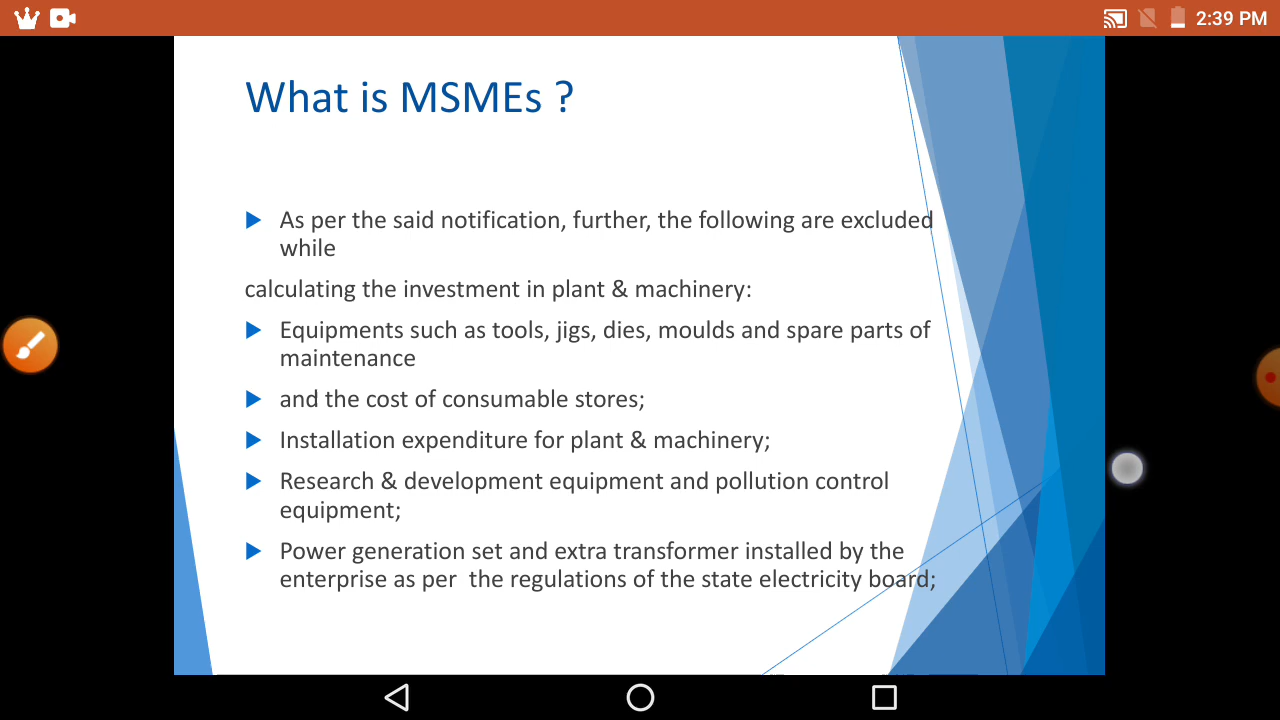 2:39 PM
What is MSMEs ?
As per the said notification, further, the following are excluded
while
calculating the investment in plant & machinery:
Equipments such as tools, jigs, dies, moulds and spare parts of
maintenance
and the cost of consumable stores;
Installation expenditure for plant & machinery;
Research & development equipment and pollution control
equipment;
Power generation set and extra transformer installed by the
enterprise as per  the regulations of the state electricity board;